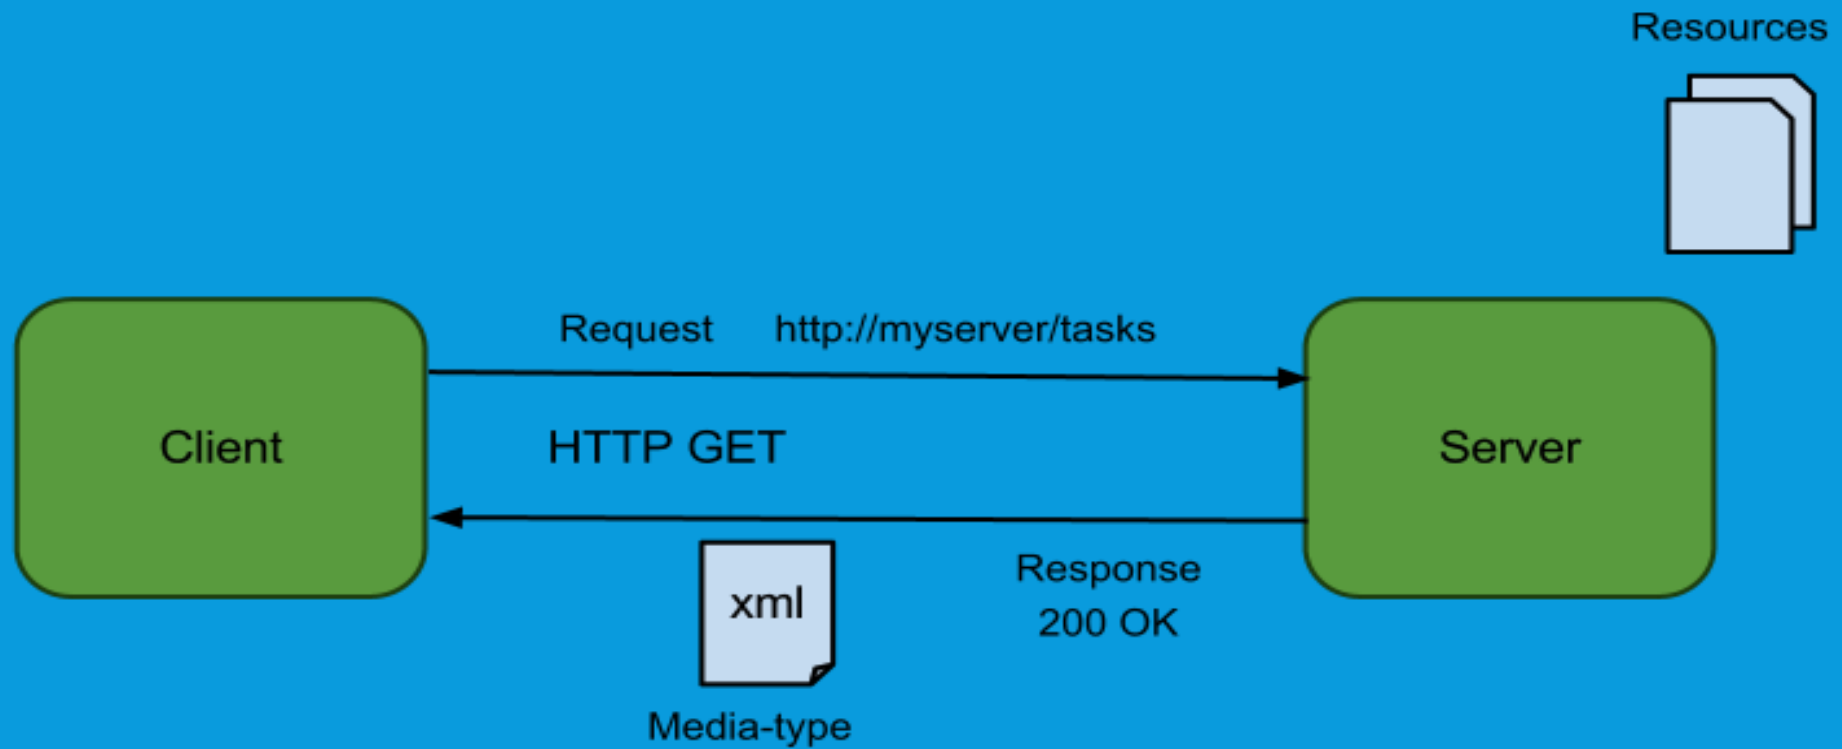 Resources
Request http://myserver/tasks
Client
HTTP GET
Server
xml
Response
200 OK
Media-type